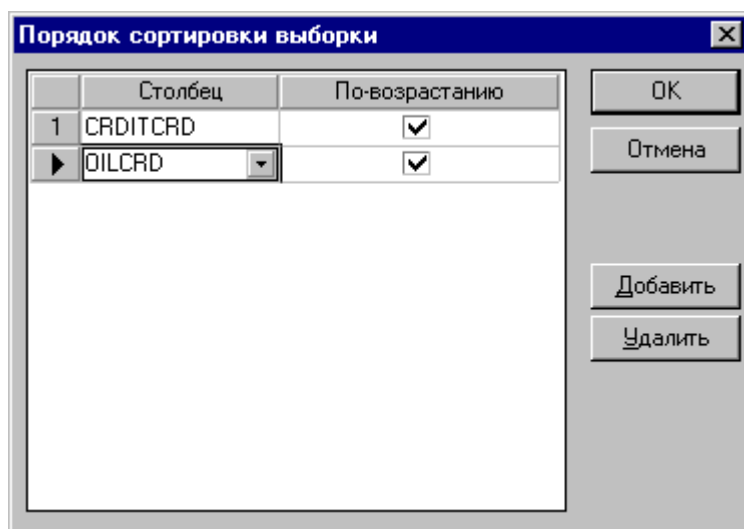 Порядок сортировки выборки
Столбец По-возрастанию
1 CRDITCRD
OILCRD
OK
Отмена
Добавить
Удалить